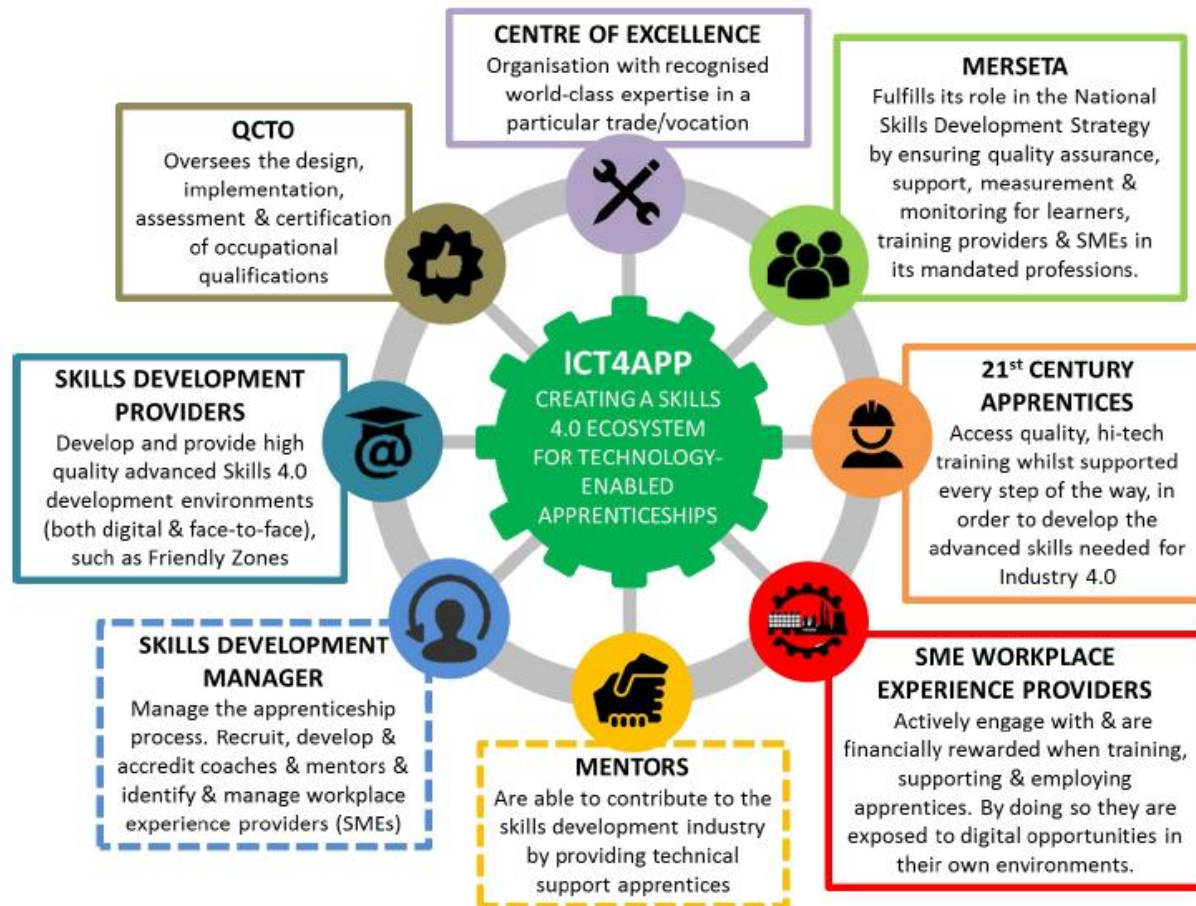 CENTRE OF EXCELLENCE
Organisation with recognised
world-class expertise in a
particular trade/vocation
MERSETA
Fulfills its role in the National
Skills Development Strategy
by ensuring quality assurance,
support, measurement &
monitoring for learners,
training providers & SMEs in
its mandated professions.
21st CENTURY
APPRENTICES
Access quality, hi-tech
training whilst supported
every step of the way, in
order to develop the
advanced skills needed for
Industry 4.0
SME WORKPLACE
EXPERIENCE PROVIDERS
Actively engage with & are
financially rewarded when training,
supporting & employing
apprentices. By doing so they are
exposed to digital opportunities in
their own environments.
MENTORS
Are able to contribute to the
skills development industry
by providing technical
support apprentices
SKILLS DEVELOPMENT
MANAGER
Manage the apprenticeship
process. Recruit, develop &
accredit coaches & mentors &
identify & manage workplace
experience providers (SMEs)
SKILLS DEVELOPMENT
PROVIDERS
Develop and provide high
quality advanced Skills 4.0
development environments
(both digital & face-to-face),
such as Friendly Zones
@
QCTO
Oversees the design,
implementation,
assessment & certification
of occupational
qualifications
ICT4APP
CREATING A SKILLS
4.0 ECOSYSTEM
FOR TECHNOLOGY-
ENABLED
APPRENTICESHIPS